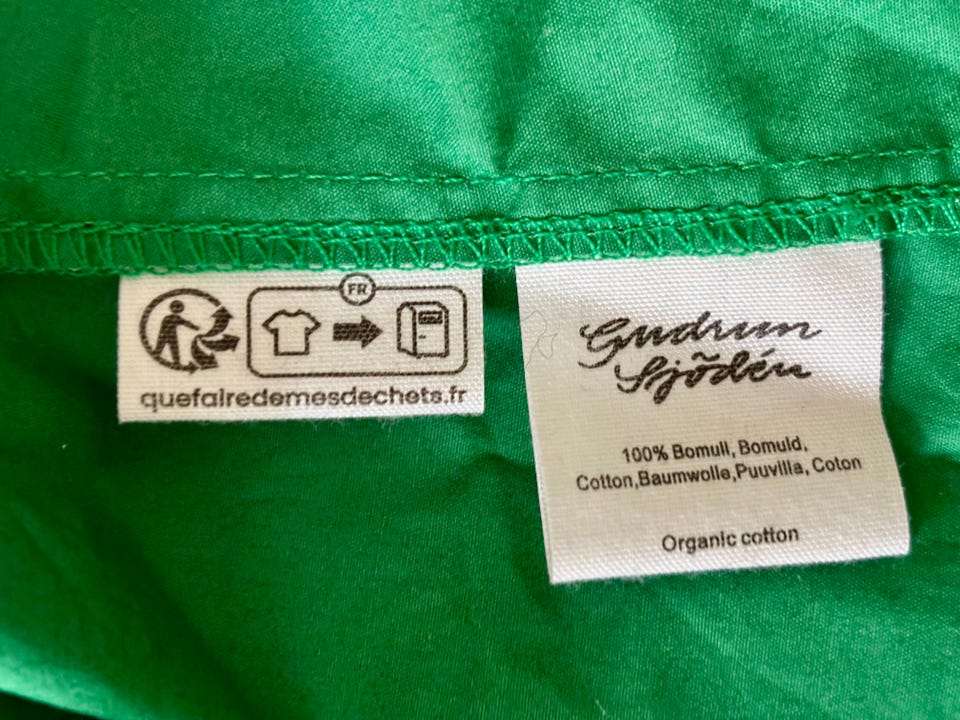 FR
quefairedemesdechets.fr
Gudrun
Sjödén
100% Bomull, Bomuld,
Cotton,Baumwolle,Puuvilla, Coton
Organic cotton